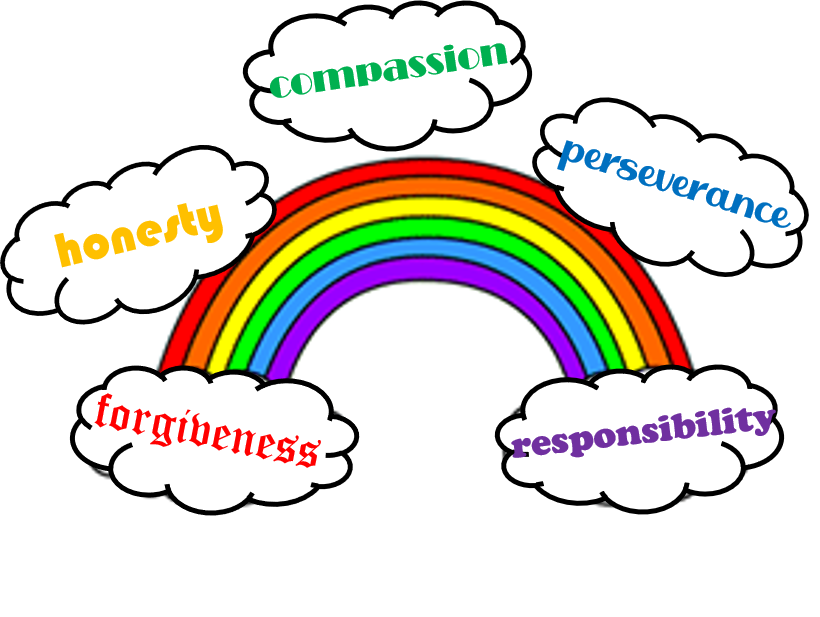 compassion
perseverance
honesty
forgiveness
responsibility